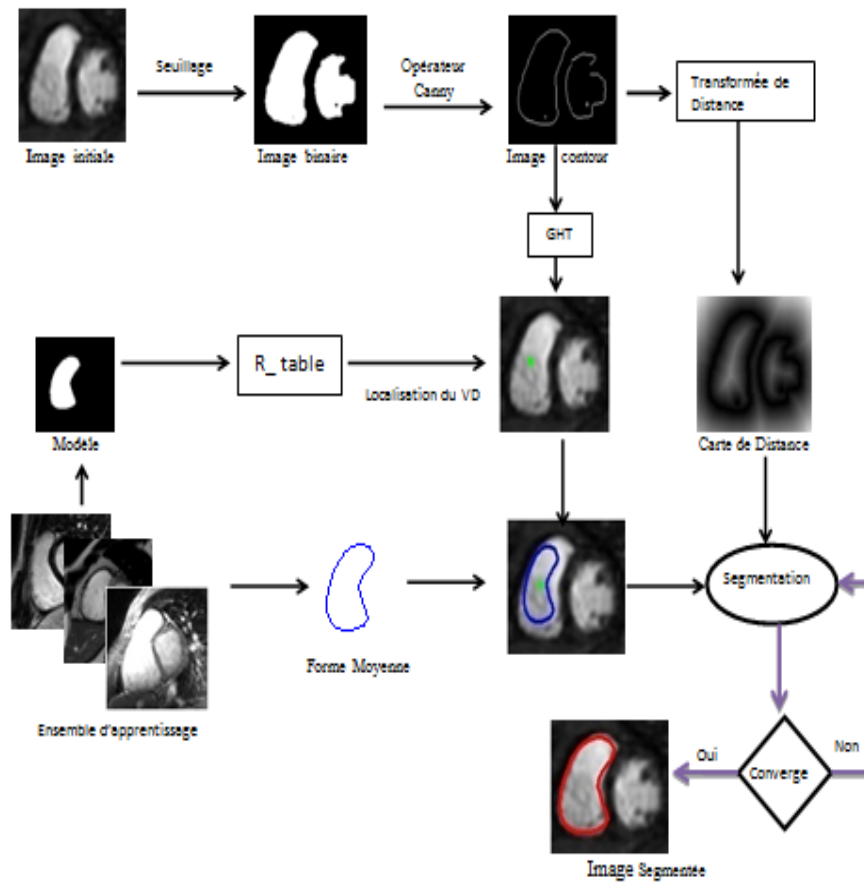 Seuillage
Opérateur
Canny
Transformée de
Distance
Image initiale
Image binaire
Image contour
GHT
R_ table
Localisation du VD
Modèle
Carte de Distance
Segmentation
Forme Moyenne
Ensemble d'apprentissage
Oui
Converge
Non
Image Segmentée